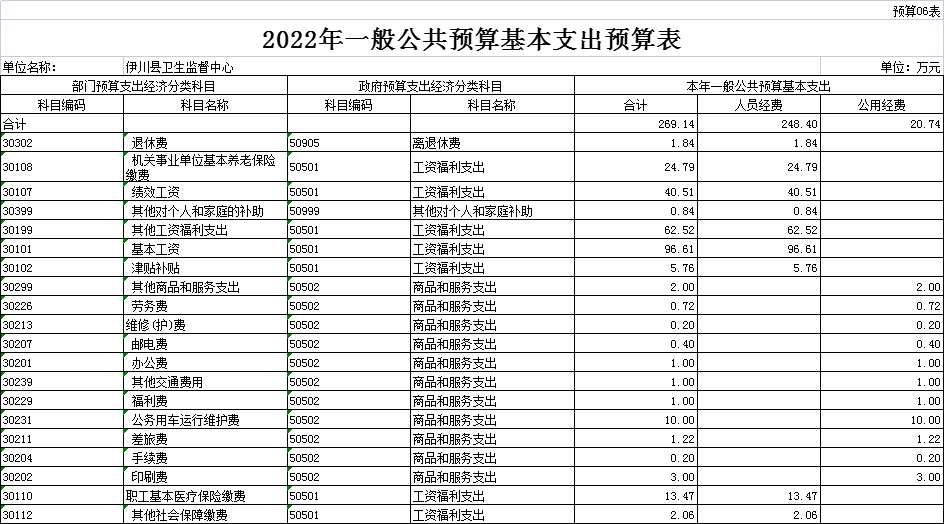 预算06表
2022年一般公共预算基本支出预算表
单位名称: 伊川县卫生监督中心 单位：万元
部门预算支出经济分类科目 政府预算支出经济分类科目 本年一般公共预算基本支出
科目编码 科目名称 科目编码 科目名称 合计 人员经费 公用经费
合计 269.14 248.40 20.74
30302 退休费 50905 离退休费 1.84 1.84
30108 机关事业单位基本养老保险缴费 50501 工资福利支出 24.79 24.79
30107 绩效工资 50501 工资福利支出 40.51 40.51
30399 其他对个人和家庭的补助 50999 其他对个人和家庭补助 0.84 0.84
30199 其他工资福利支出 50501 工资福利支出 62.52 62.52
30101 基本工资 50501 工资福利支出 96.61 96.61
30102 津贴补贴 50501 工资福利支出 5.76 5.76
30299 其他商品和服务支出 50502 商品和服务支出 2.00 2.00
30226 劳务费 50502 商品和服务支出 0.72 0.72
30213 维修(护)费 50502 商品和服务支出 0.20 0.20
30207 邮电费 50502 商品和服务支出 0.40 0.40
30201 办公费 50502 商品和服务支出 1.00 1.00
30239 其他交通费用 50502 商品和服务支出 1.00 1.00
30229 福利费 50502 商品和服务支出 1.00 1.00
30231 公务用车运行维护费 50502 商品和服务支出 10.00 10.00
30211 差旅费 50502 商品和服务支出 1.22 1.22
30204 手续费 50502 商品和服务支出 0.20 0.20
30202 印刷费 50502 商品和服务支出 3.00 3.00
30110 职工基本医疗保险缴费 50501 工资福利支出 13.47 13.47
30112 其他社会保障缴费 50501 工资福利支出 2.06 2.06